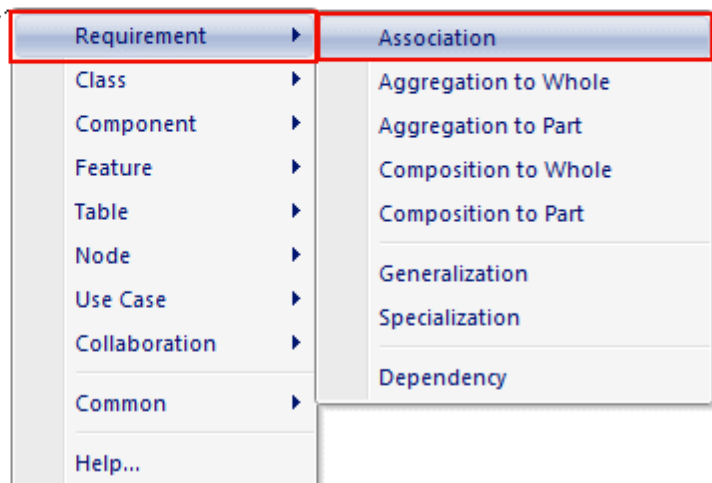 Requirement
Class
Component
Feature
Table
Node
Use Case
Collaboration
Common
Help...
Association
Aggregation to Whole
Aggregation to Part
Composition to Whole
Composition to Part
Generalization
Specialization
Dependency